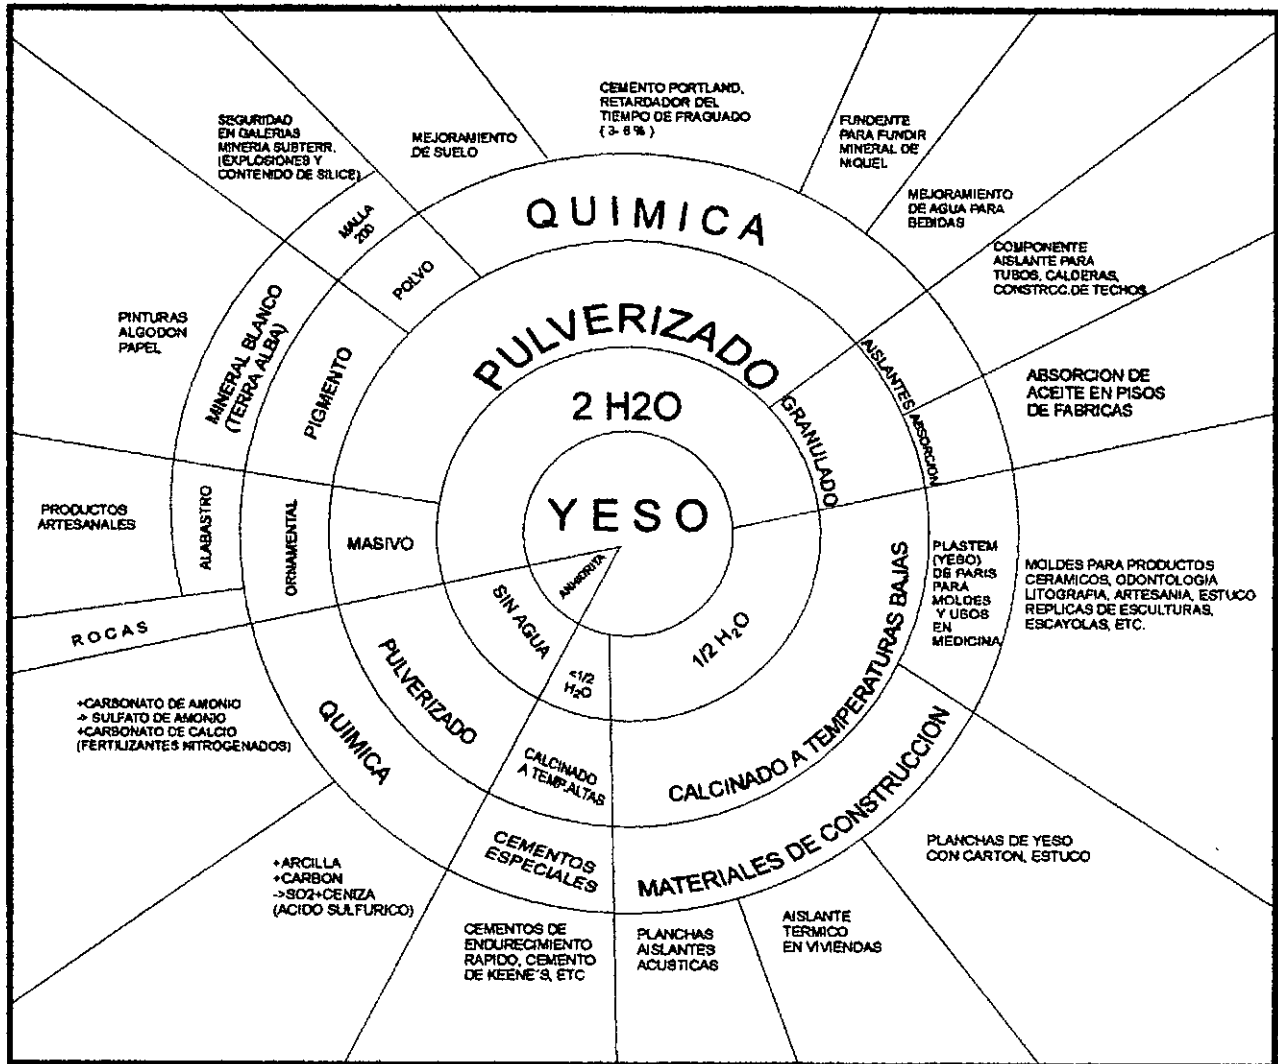 CEMENTO PORTLAND,
RETARDADOR DEL
TIEMPO DE FRAGUADO
( 3- 6 % )
SEGURIDAD
EN GALERIAS
MINERIA SUBTERR.
(EXPLOSIONES Y
CONTENIDO DE SILICE)
MEJORAMIENTO
DE SUELO
FUNDENTE
PARA FUNDIR
MINERAL DE
NIQUEL
MEJORAMIENTO
DE AGUA PARA
BEBIDAS
COMPONENTE
AISLANTE PARA
TUBOS, CALDERAS,
CONSTRCC.DE TECHOS
QUIMICA
MALLA
200
POLVO
PINTURAS
ALGODON
PAPEL
MINERAL BLANCO
(TERRA ALBA)
PIGMENTO
PULVERIZADO
2 H2O
GRANULADO
AISLANTES
ABSORCION
ABSORCION DE
ACEITE EN PISOS
DE FABRICAS
YESO
PRODUCTOS
ARTESANALES
ALABASTRO
ORNAMENTAL
MASIVO
ANHIDRITA
SIN AGUA
<1/2
H2O
1/2 H2O
PLASTEM
(YESO)
DE PARIS
PARA
MOLDES
Y USOS
EN
MEDICINA
MOLDES PARA PRODUCTOS
CERAMICOS, ODONTOLOGIA
LITOGRAFIA, ARTESANIA, ESTUCO
REPLICAS DE ESCULTURAS,
ESCAYOLAS, ETC.
ROCAS
PULVERIZADO
CALCINADO
A TEMP.ALTAS
CALCINADO A TEMPERATURAS BAJAS
+CARBONATO DE AMONIO
-> SULFATO DE AMONIO
+CARBONATO DE CALCIO
(FERTILIZANTES NITROGENADOS)
QUIMICA
CEMENTOS
ESPECIALES
MATERIALES DE CONSTRUCCION
PLANCHAS DE YESO
CON CARTON, ESTUCO
+ARCILLA
+CARBON
->SO2+CENIZA
(ACIDO SULFURICO)
CEMENTOS DE
ENDURECIMIENTO
RAPIDO, CEMENTO
DE KEENE´S, ETC
PLANCHAS
AISLANTES
ACUSTICAS
AISLANTE
TERMICO
EN VIVIENDAS